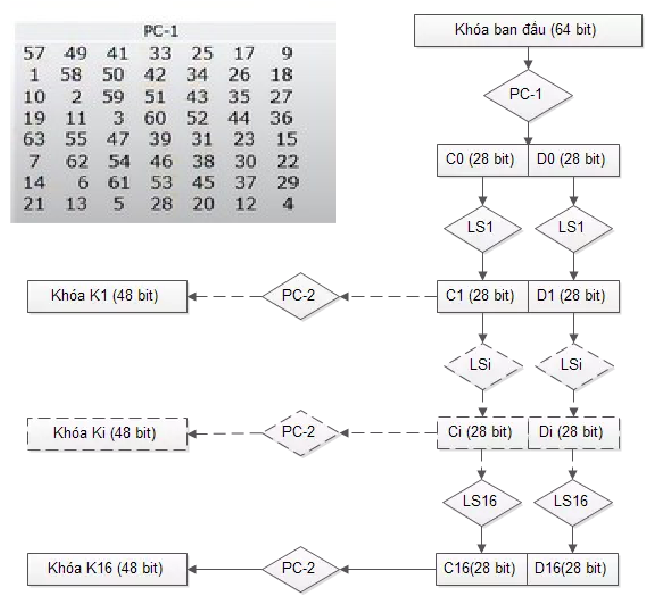 PC-1
57 49 41 33 25 17 9
1 58 50 42 34 26 18
10 2 59 51 43 35 27
19 11 3 60 52 44 36
63 55 47 39 31 23 15
7 62 54 46 38 30 22
14 6 61 53 45 37 29
21 13 5 28 20 12 4
Khóa ban đầu (64 bit)
PC-1
C0 (28 bit) D0 (28 bit)
LS1 LS1
Khóa K1 (48 bit) PC-2 C1 (28 bit) D1 (28 bit)
LSi LSi
Khóa Ki (48 bit) PC-2 Ci (28 bit) Di (28 bit)
LS16 LS16
Khóa K16 (48 bit) PC-2 C16(28 bit) D16(28 bit)